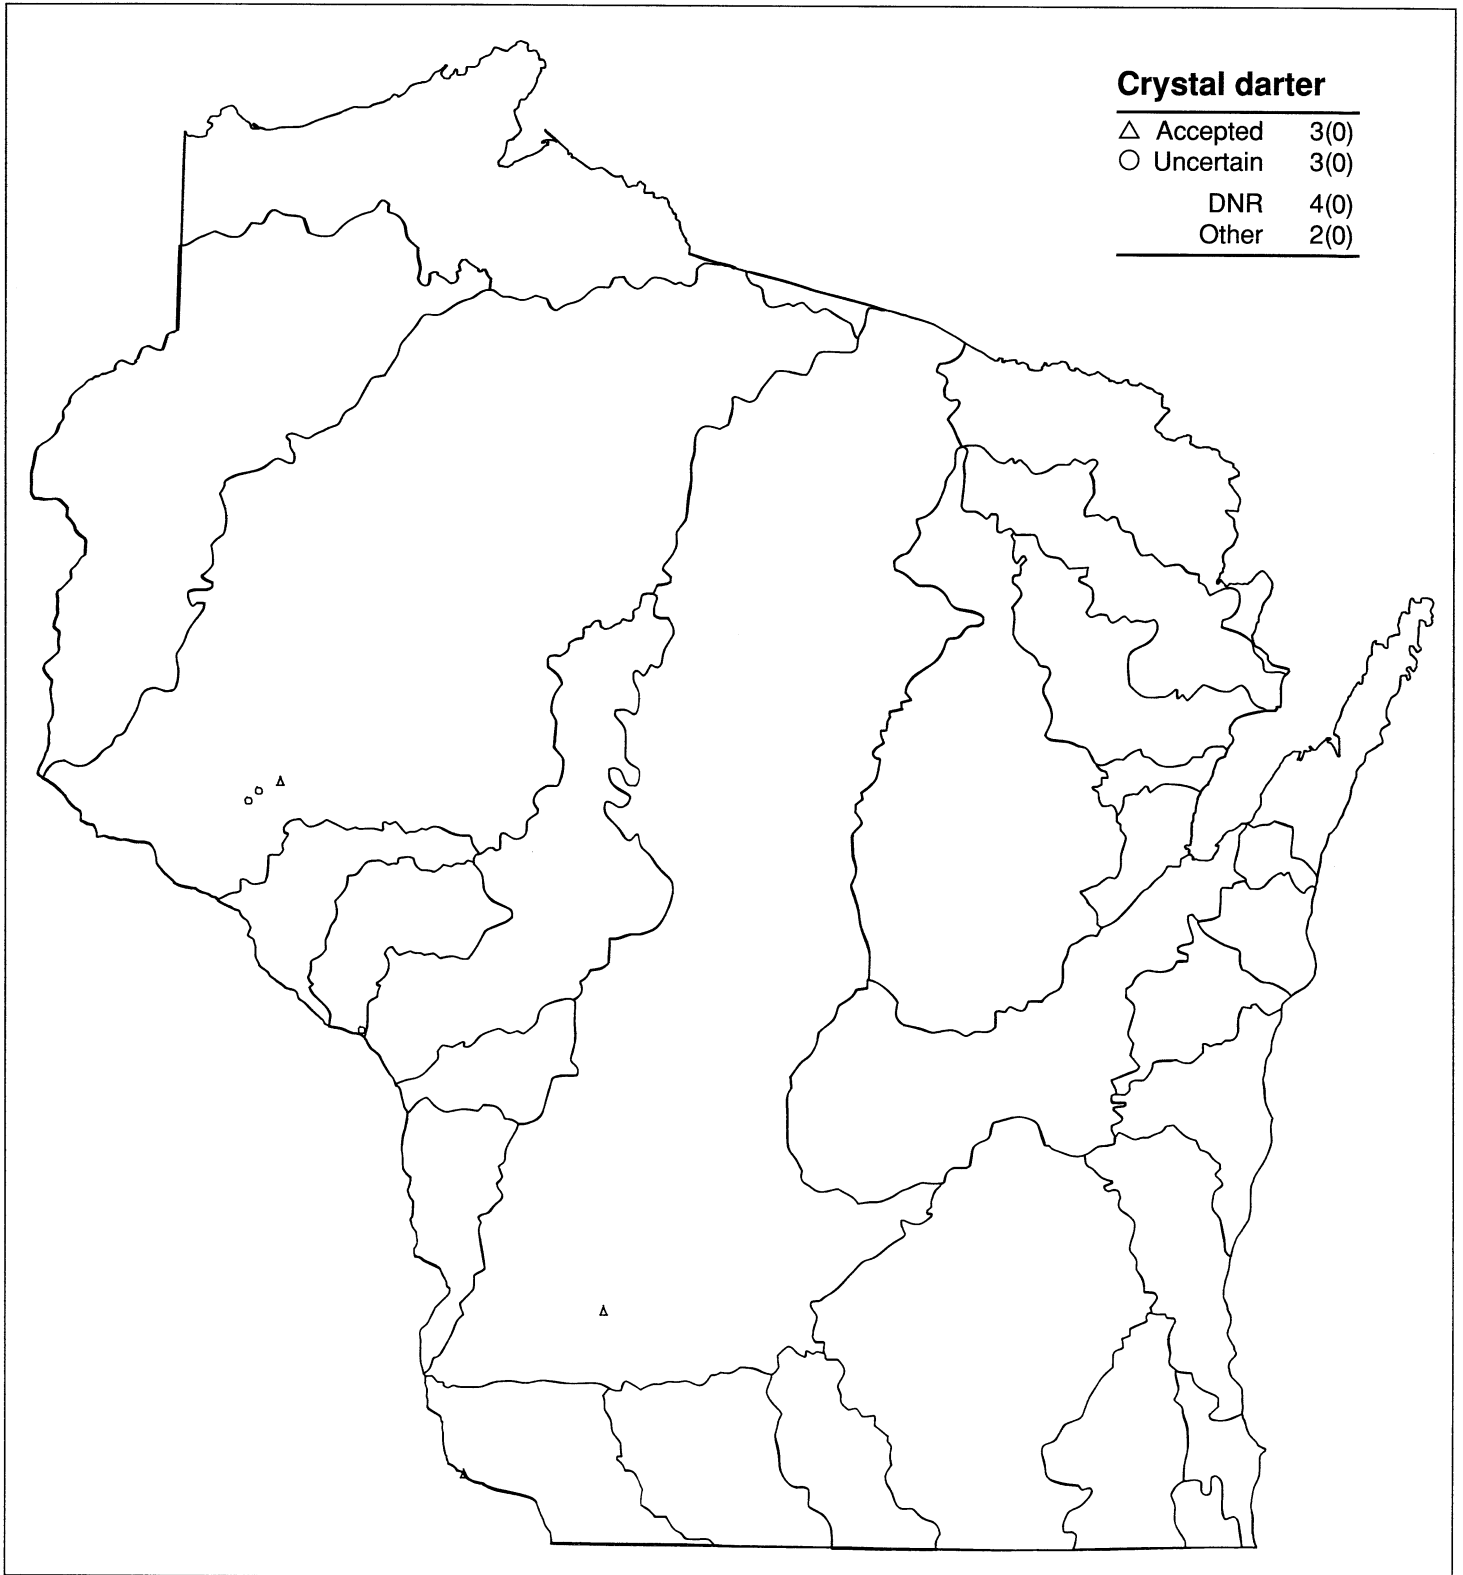 Crystal darter
△ Accepted 3(0)
○ Uncertain 3(0)
DNR 4(0)
Other 2(0)